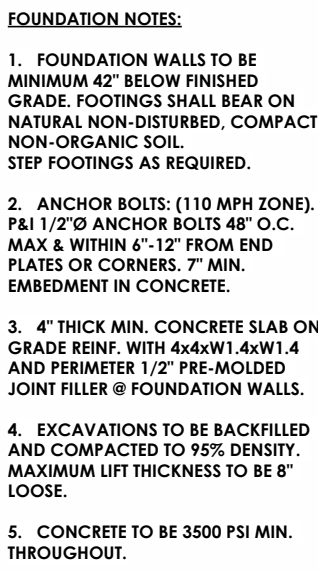 FOUNDATION NOTES:
1. FOUNDATION WALLS TO BE
MINIMUM 42" BELOW FINISHED
GRADE. FOOTINGS SHALL BEAR ON
NATURAL NON-DISTURBED, COMPACT
NON-ORGANIC SOIL.
STEP FOOTINGS AS REQUIRED.
2. ANCHOR BOLTS: (110 MPH ZONE).
P&I 1/2"Ø ANCHOR BOLTS 48" O.C.
MAX & WITHIN 6"-12" FROM END
PLATES OR CORNERS. 7" MIN.
EMBEDMENT IN CONCRETE.
3. 4" THICK MIN. CONCRETE SLAB ON
GRADE REINF. WITH 4x4xW1.4xW1.4
AND PERIMETER 1/2" PRE-MOLDED
JOINT FILLER @ FOUNDATION WALLS.
4. EXCAVATIONS TO BE BACKFILLED
AND COMPACTED TO 95% DENSITY.
MAXIMUM LIFT THICKNESS TO BE 8"
LOOSE.
5. CONCRETE TO BE 3500 PSI MIN.
THROUGHOUT.